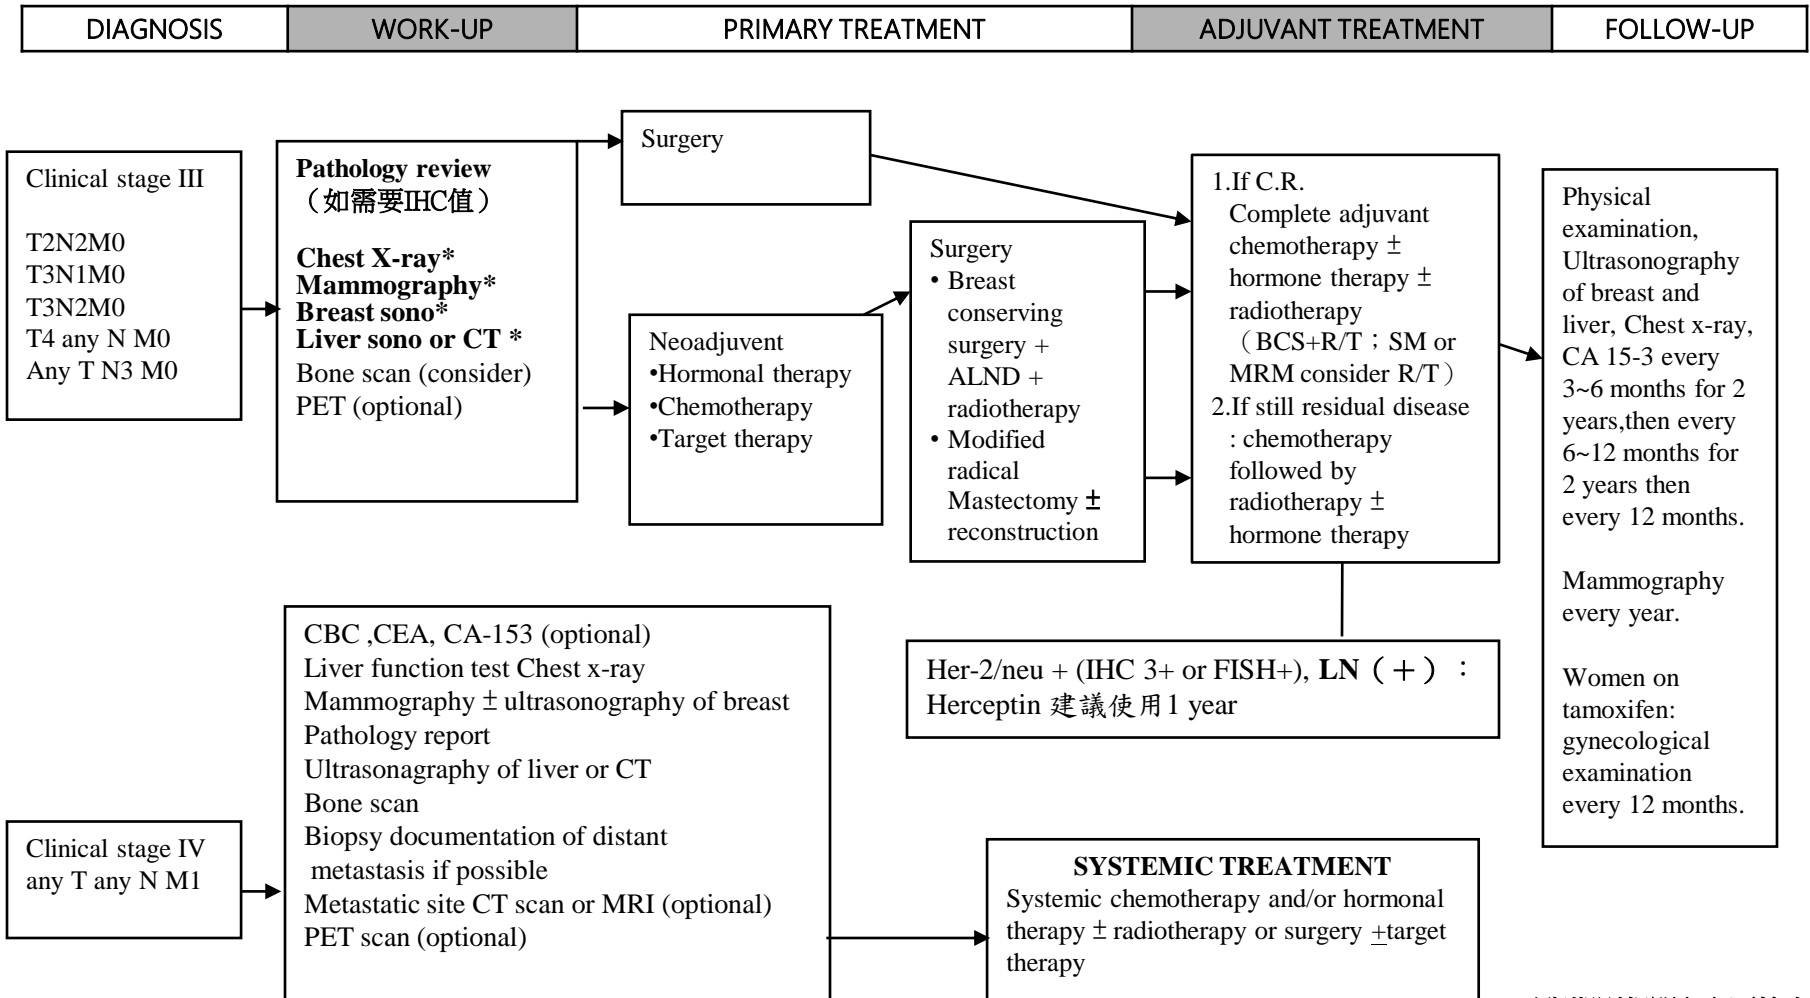 DIAGNOSIS
WORK-UP
PRIMARY TREATMENT
ADJUVANT TREATMENT
FOLLOW-UP
Clinical stage III
T2N2M0
T3N1M0
T3N2M0
T4 any N M0
Any T N3 M0
Pathology review
（如需要IHC值）
Chest X-ray*
Mammography*
Breast sono*
Liver sono or CT *
Bone scan (consider)
PET (optional)
Surgery
Neoadjuvent
•Hormonal therapy
•Chemotherapy
•Target therapy
Surgery
• Breast
conserving
surgery +
ALND +
radiotherapy
• Modified
radical
Mastectomy ±
reconstruction
1.If C.R.
Complete adjuvant
chemotherapy ±
hormone therapy ±
radiotherapy
（BCS+R/T；SM or
MRM consider R/T）
2.If still residual disease
: chemotherapy
followed by
radiotherapy ±
hormone therapy
Her-2/neu + (IHC 3+ or FISH+), LN（＋）：
Herceptin 建議使用1 year
Physical
examination,
Ultrasonography
of breast and
liver, Chest x-ray,
CA 15-3 every
3~6 months for 2
years,then every
6~12 months for
2 years then
every 12 months.
Mammography
every year.
Women on
tamoxifen:
gynecological
examination
every 12 months.
Clinical stage IV
any T any N M1
CBC ,CEA, CA-153 (optional)
Liver function test Chest x-ray
Mammography ± ultrasonography of breast
Pathology report
Ultrasonagraphy of liver or CT
Bone scan
Biopsy documentation of distant
metastasis if possible
Metastatic site CT scan or MRI (optional)
PET scan (optional)
SYSTEMIC TREATMENT
Systemic chemotherapy and/or hormonal
therapy ± radiotherapy or surgery +target
therapy